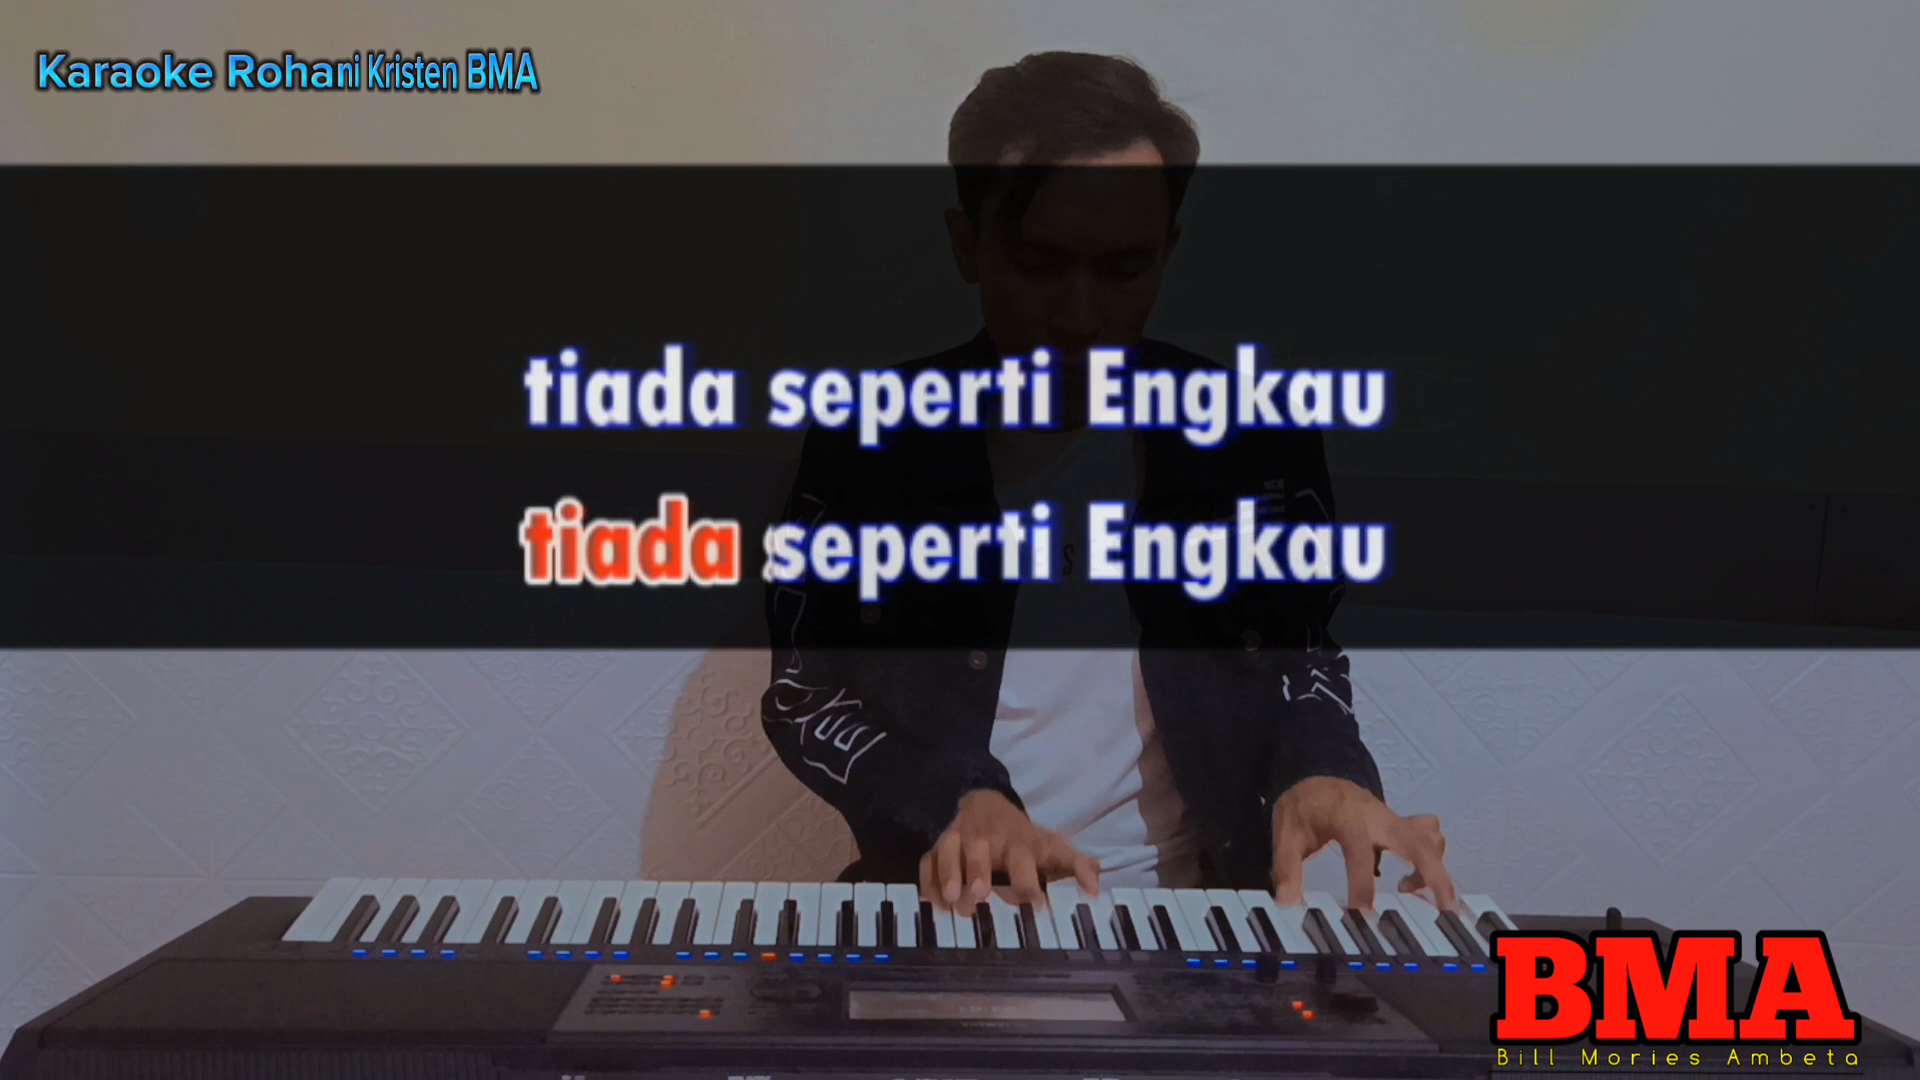 Karaoke Rohani Kristen BMA
tiada seperti Engkau
tiada seperti Engkau
BMA
Bill Mories Ambeta